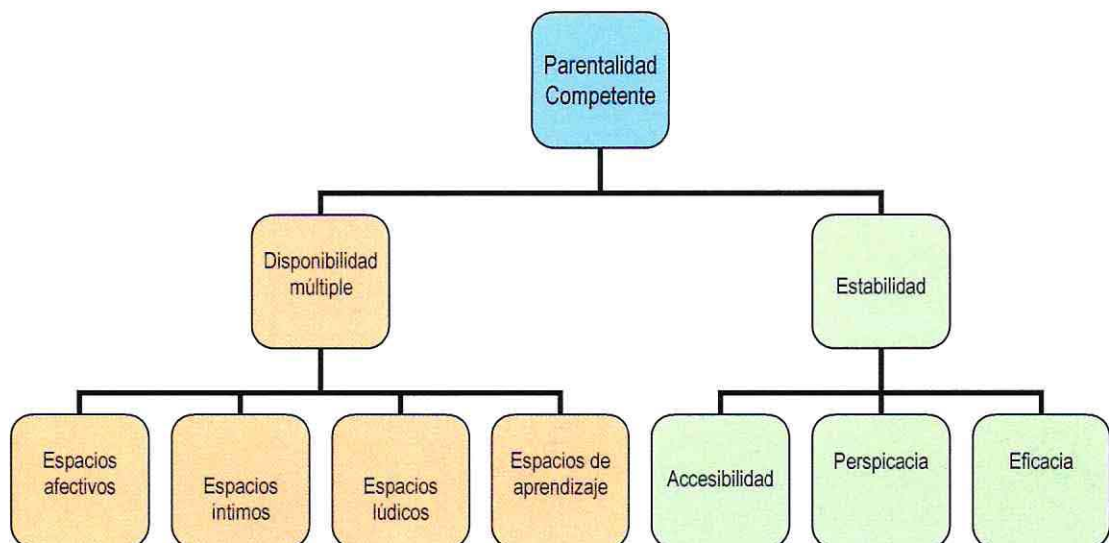 Parentalidad
Competente
Disponibilidad
múltiple
Estabilidad
Espacios
afectivos
Espacios
intimos
Espacios
lúdicos
Espacios de
aprendizaje
Accesibilidad
Perspicacia
Eficacia